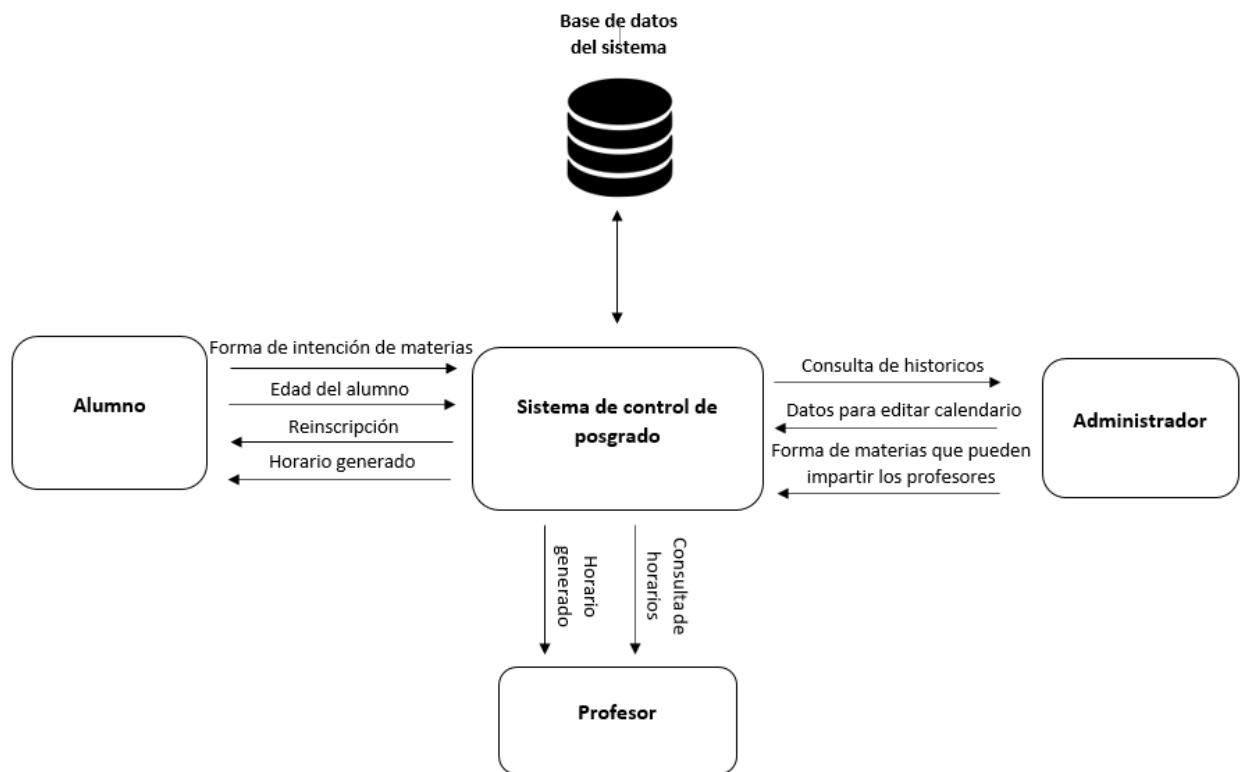 Base de datos
del sistema
Forma de intención de materias
Edad del alumno
Reinscripción
Horario generado
Alumno
Sistema de control de
posgrado
Consulta de historicos
Datos para editar calendario
Forma de materias que pueden
impartir los profesores
Administrador
Horario
generado
Consulta de
horarios
Profesor